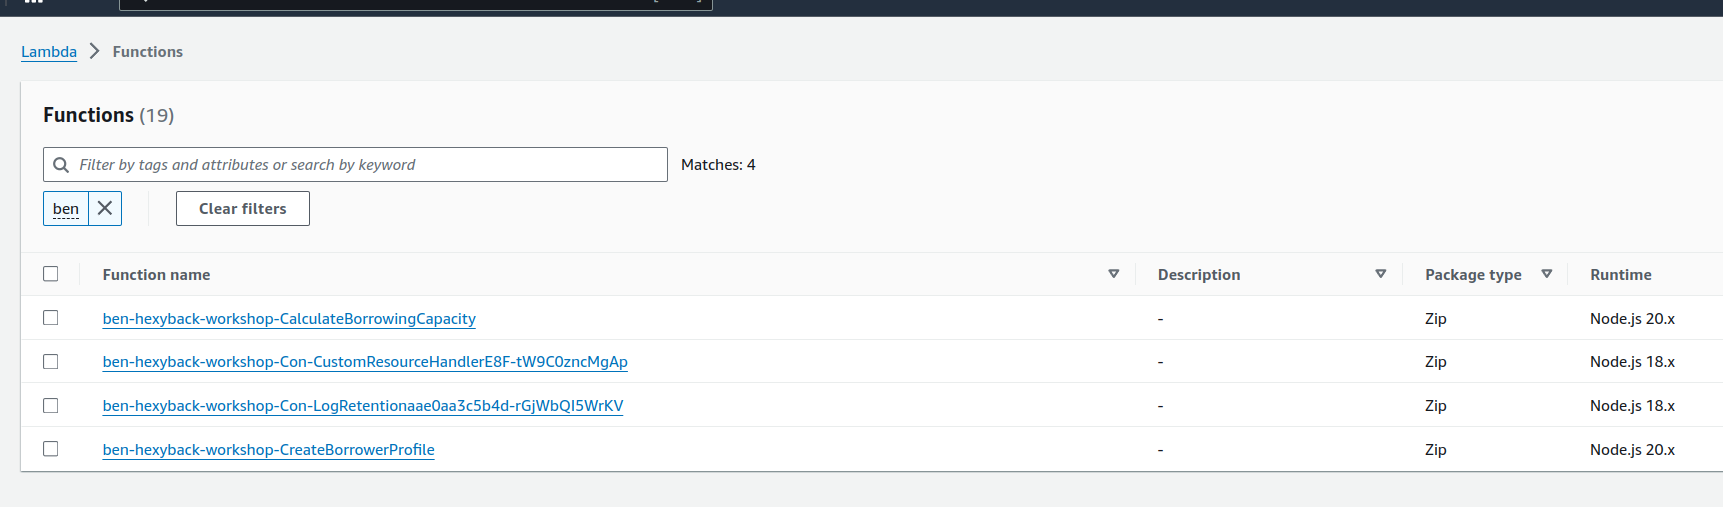 Lambda > Functions
Functions (19)
Filter by tags and attributes or search by keyword Matches: 4
ben Clear filters
Function name Description Package type Runtime
ben-hexyback-workshop-CalculateBorrowingCapacity - Zip Node.js 20.x
ben-hexyback-workshop-Con-CustomResourceHandlerE8F-tW9C0zncMgAp - Zip Node.js 18.x
ben-hexyback-workshop-Con-LogRetentionaae0aa3c5b4d-rGjWbQI5WrKV - Zip Node.js 18.x
ben-hexyback-workshop-CreateBorrowerProfile - Zip Node.js 20.x